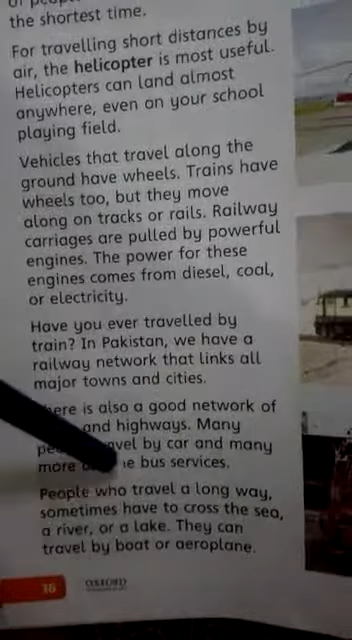 the shortest time.
For travelling short distances by
air, the helicopter is most useful.
Helicopters can land almost
anywhere, even on your school
playing field.
Vehicles that travel along the
ground have wheels. Trains have
wheels too, but they move
along on tracks or rails. Railway
carriages are pulled by powerful
engines. The power for these
engines comes from diesel, coal,
or electricity.
Have you ever travelled by
train? In Pakistan, we have a
railway network that links all
major towns and cities.
is also a good network of
and highways. Many
by car and many
more bus services.
People who travel a long way,
sometimes have to cross the sea,
a river, or a lake. They can
travel by boat or aeroplane.
36
OXFORD